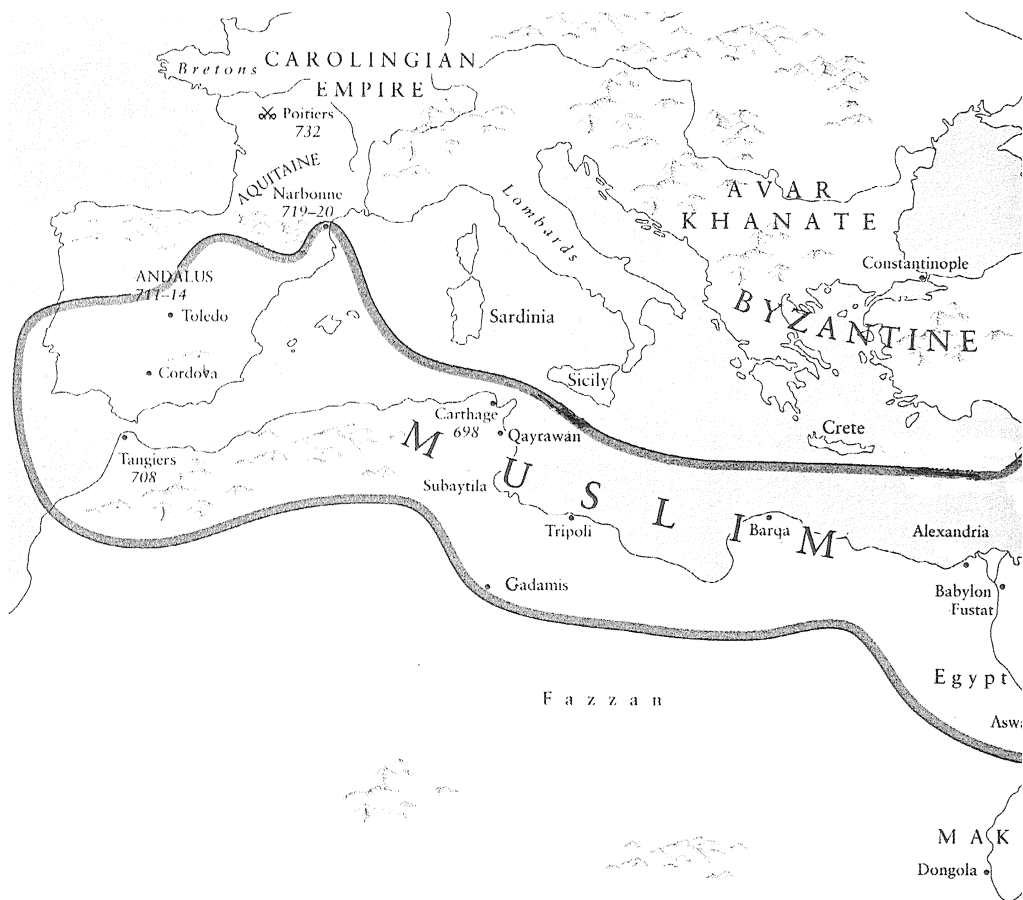 CAROLINGIAN
EMPIRE
Bretons
Poitiers
732
AQUITAINE
Narbonne
719–20
Lombards
AVAR
KHANATE
Constantinople
BYZANTINE
ANDALUS
711–14
Toledo
Sardinia
Cordova
Sicily
Carthage
698
Qayrawan
Crete
Tangiers
708
MUSLIM
Subaytila
Tripoli
Barqa
Alexandria
Gadamis
Babylon
Fustat
Egypt
Fazzan
Aswa
MAK
Dongola